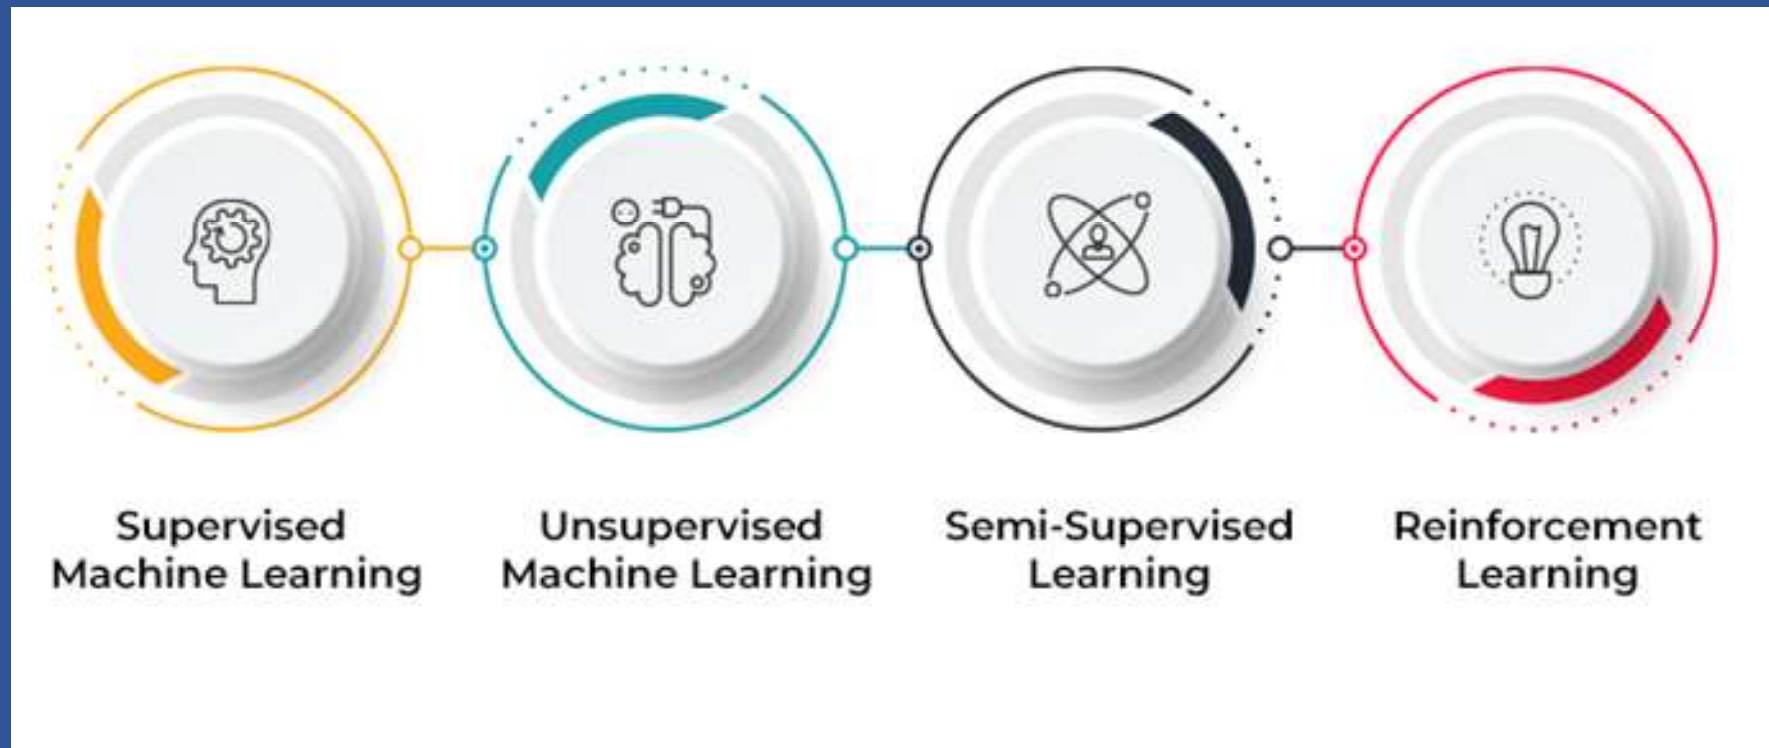 Supervised
Machine Learning
Unsupervised
Machine Learning
Semi-Supervised
Learning
Reinforcement
Learning